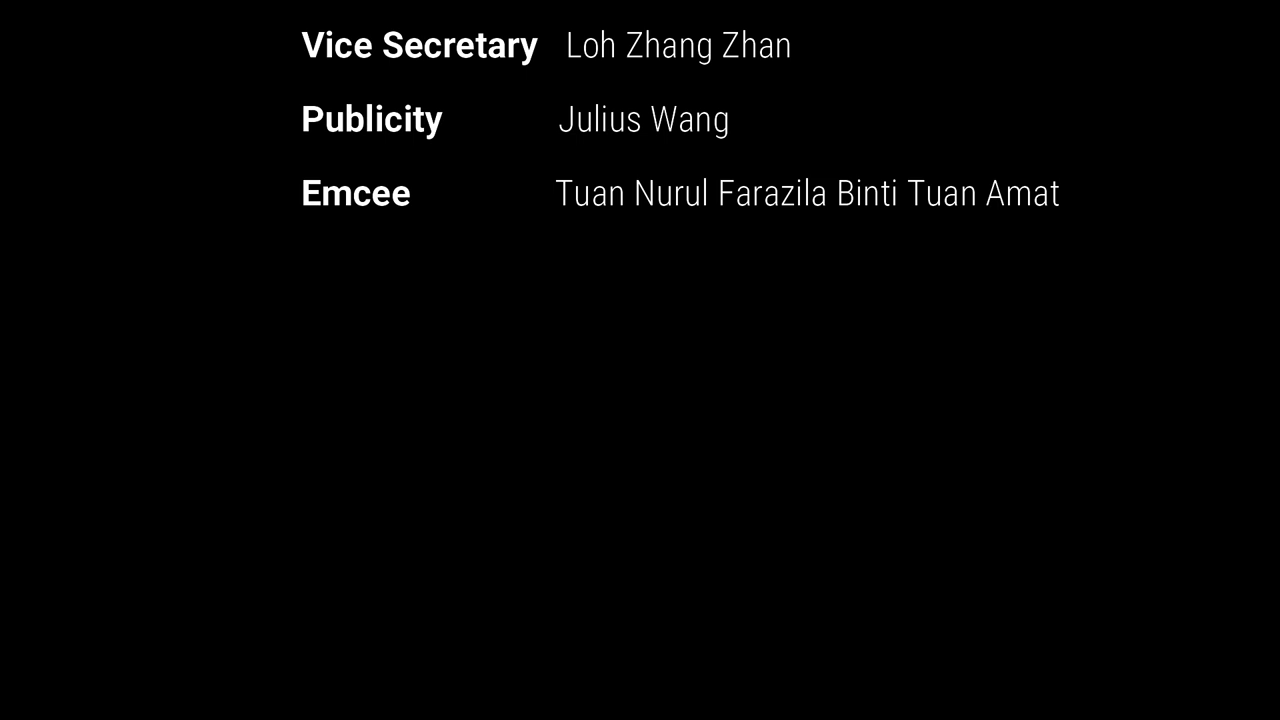 Vice Secretary Loh Zhang Zhan
Publicity Julius Wang
Emcee Tuan Nurul Farazila Binti Tuan Amat